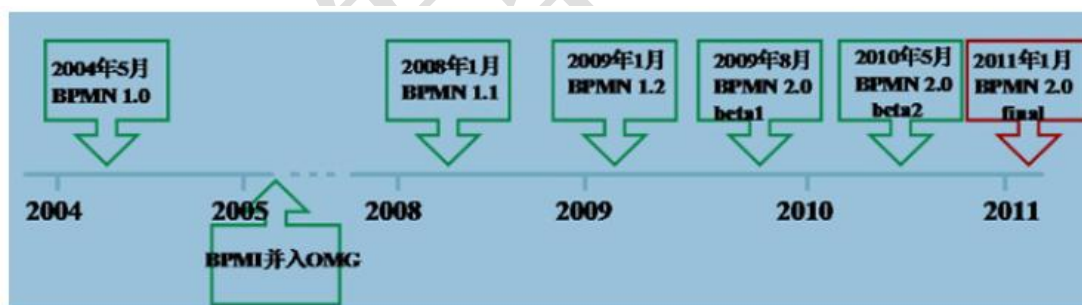 2004年5月
BPMN 1.0
2008年1月
BPMN 1.1
2009年1月
BPMN 1.2
2009年8月
BPMN 2.0
beta1
2010年5月
BPMN 2.0
beta2
2011年1月
BPMN 2.0
final
2004
2005
2008
2009
2010
2011
BPMI并入OMG